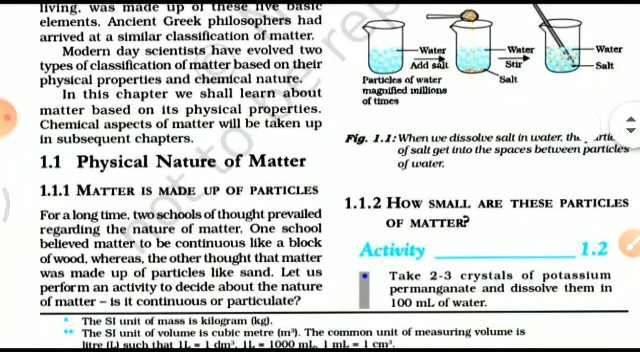 living, was made up of these five basic
elements. Ancient Greek philosophers had
arrived at a similar classification of matter.
Modern day scientists have evolved two
types of classification of matter based on their
physical properties and chemical nature.
In this chapter we shall learn about
matter based on its physical properties.
Chemical aspects of matter will be taken up
in subsequent chapters.
1.1 Physical Nature of Matter
1.1.1 MATTER IS MADE UP OF PARTICLES
For a long time, two schools of thought prevailed
regarding the nature of matter. One school
believed matter to be continuous like a block
of wood, whereas, the other thought that matter
was made up of particles like sand. Let us
perform an activity to decide about the nature
of matter – is it continuous or particulate?
Water
Add salt
Particles of water
magnified millions
of times
Water
Stir
Salt
Water
Salt
Fig. 1.1: When we dissolve salt in water, the
of salt get into the spaces between particles
of water.
1.1.2 HOW SMALL ARE THESE PARTICLES
OF MATTER?
Activity 1.2
• Take 2-3 crystals of potassium
permanganate and dissolve them in
100 mL of water.
* The SI unit of mass is kilogram (kg).
** The SI unit of volume is cubic metre (m³). The common unit of measuring volume is
litre (L) such that 1L = 1 dm³, 1L = 1000 mL, 1 mL = 1 cm³.
not to be rep